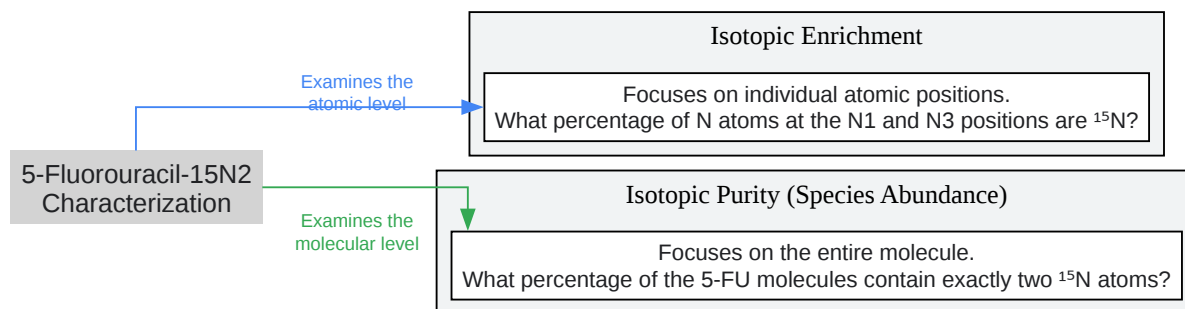 Isotopic Enrichment
Examines the
atomic level
Focuses on individual atomic positions.
What percentage of N atoms at the N1 and N3 positions are ¹⁵N?
5-Fluorouracil-15N2
Characterization
Isotopic Purity (Species Abundance)
Examines the
molecular level
Focuses on the entire molecule.
What percentage of the 5-FU molecules contain exactly two ¹⁵N atoms?